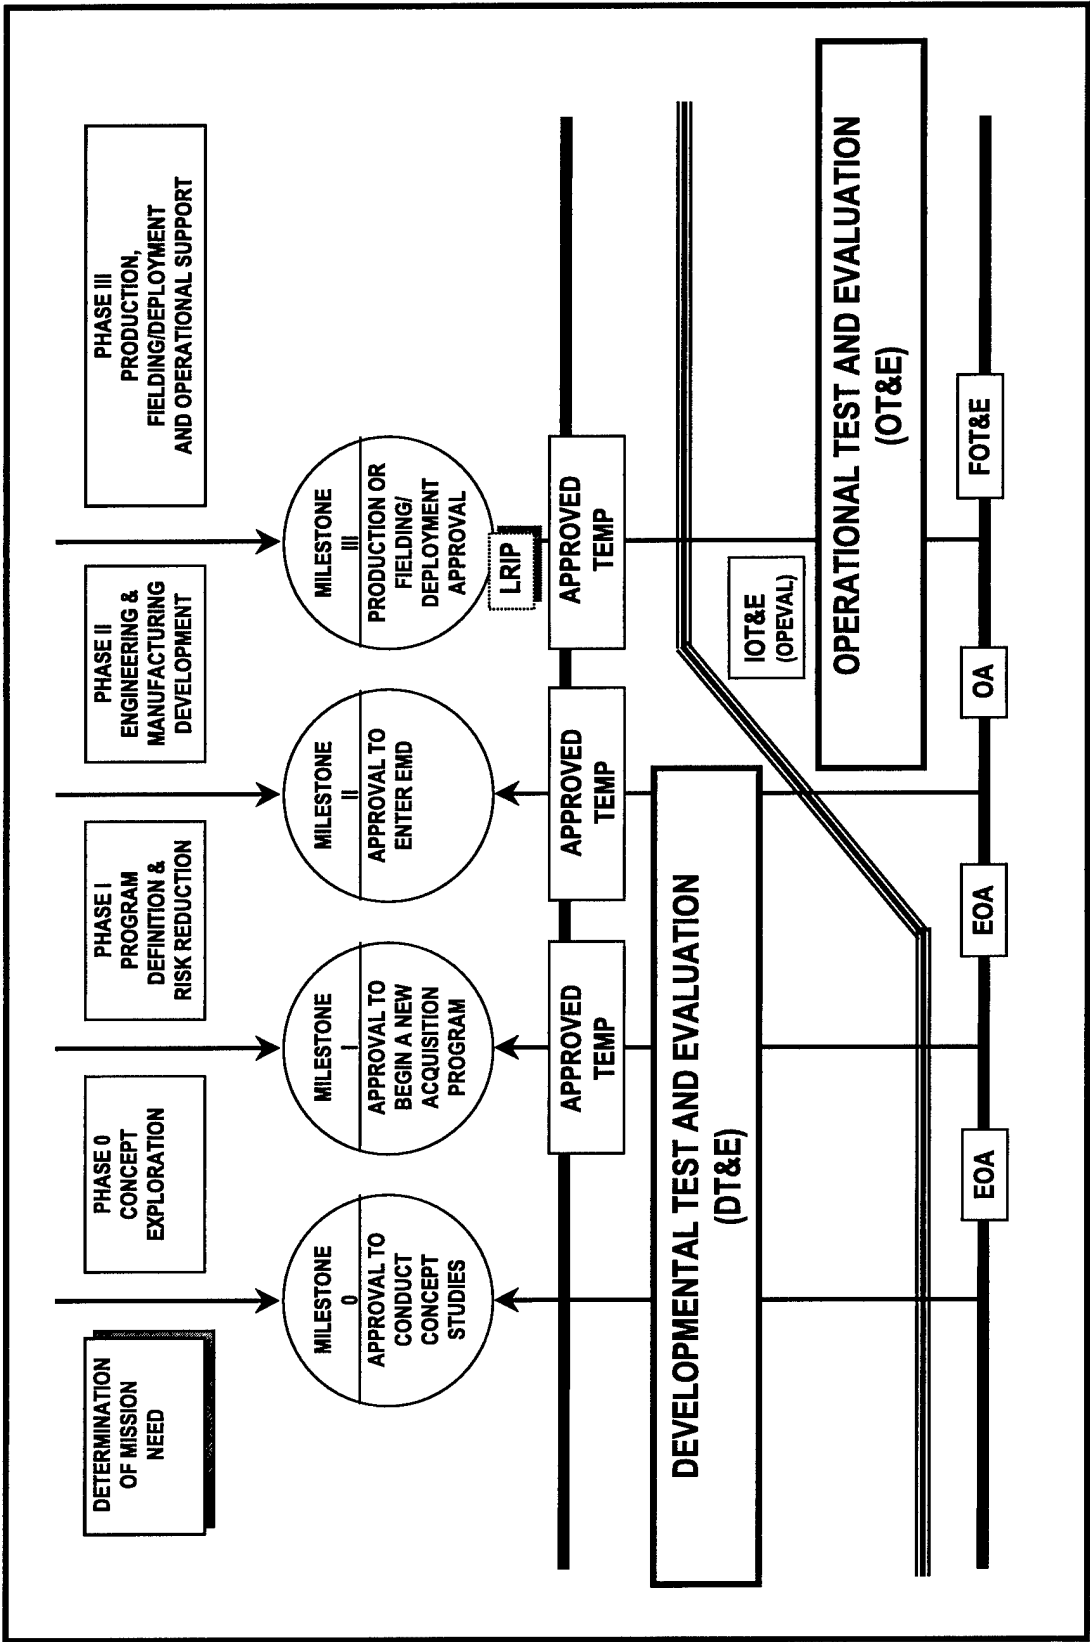 DETERMINATION
OF MISSION
NEED
PHASE 0
CONCEPT
EXPLORATION
PHASE I
PROGRAM
DEFINITION &
RISK REDUCTION
PHASE II
ENGINEERING &
MANUFACTURING
DEVELOPMENT
PHASE III
PRODUCTION,
FIELDING/DEPLOYMENT
AND OPERATIONAL SUPPORT
MILESTONE
0
APPROVAL TO
CONDUCT
CONCEPT
STUDIES
MILESTONE
I
APPROVAL TO
BEGIN A NEW
ACQUISITION
PROGRAM
MILESTONE
II
APPROVAL TO
ENTER EMD
MILESTONE
III
PRODUCTION OR
FIELDING/
DEPLOYMENT
APPROVAL
LRIP
APPROVED
TEMP
APPROVED
TEMP
APPROVED
TEMP
DEVELOPMENTAL TEST AND EVALUATION
(DT&E)
IOT&E
(OPEVAL)
OPERATIONAL TEST AND EVALUATION
(OT&E)
EOA
EOA
OA
FOT&E